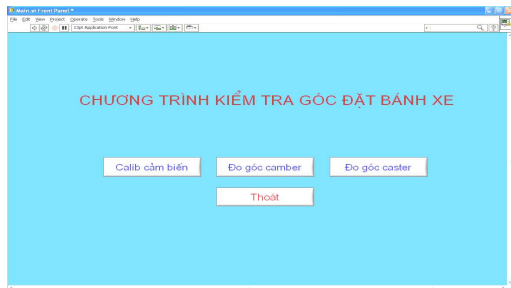 Main.vi Front Panel *
File Edit View Project Operate Tools Window Help
13pt Application Font
CHƯƠNG TRÌNH KIỂM TRA GÓC ĐẶT BÁNH XE
Calib cảm biến Đo góc camber Đo góc caster
Thoát